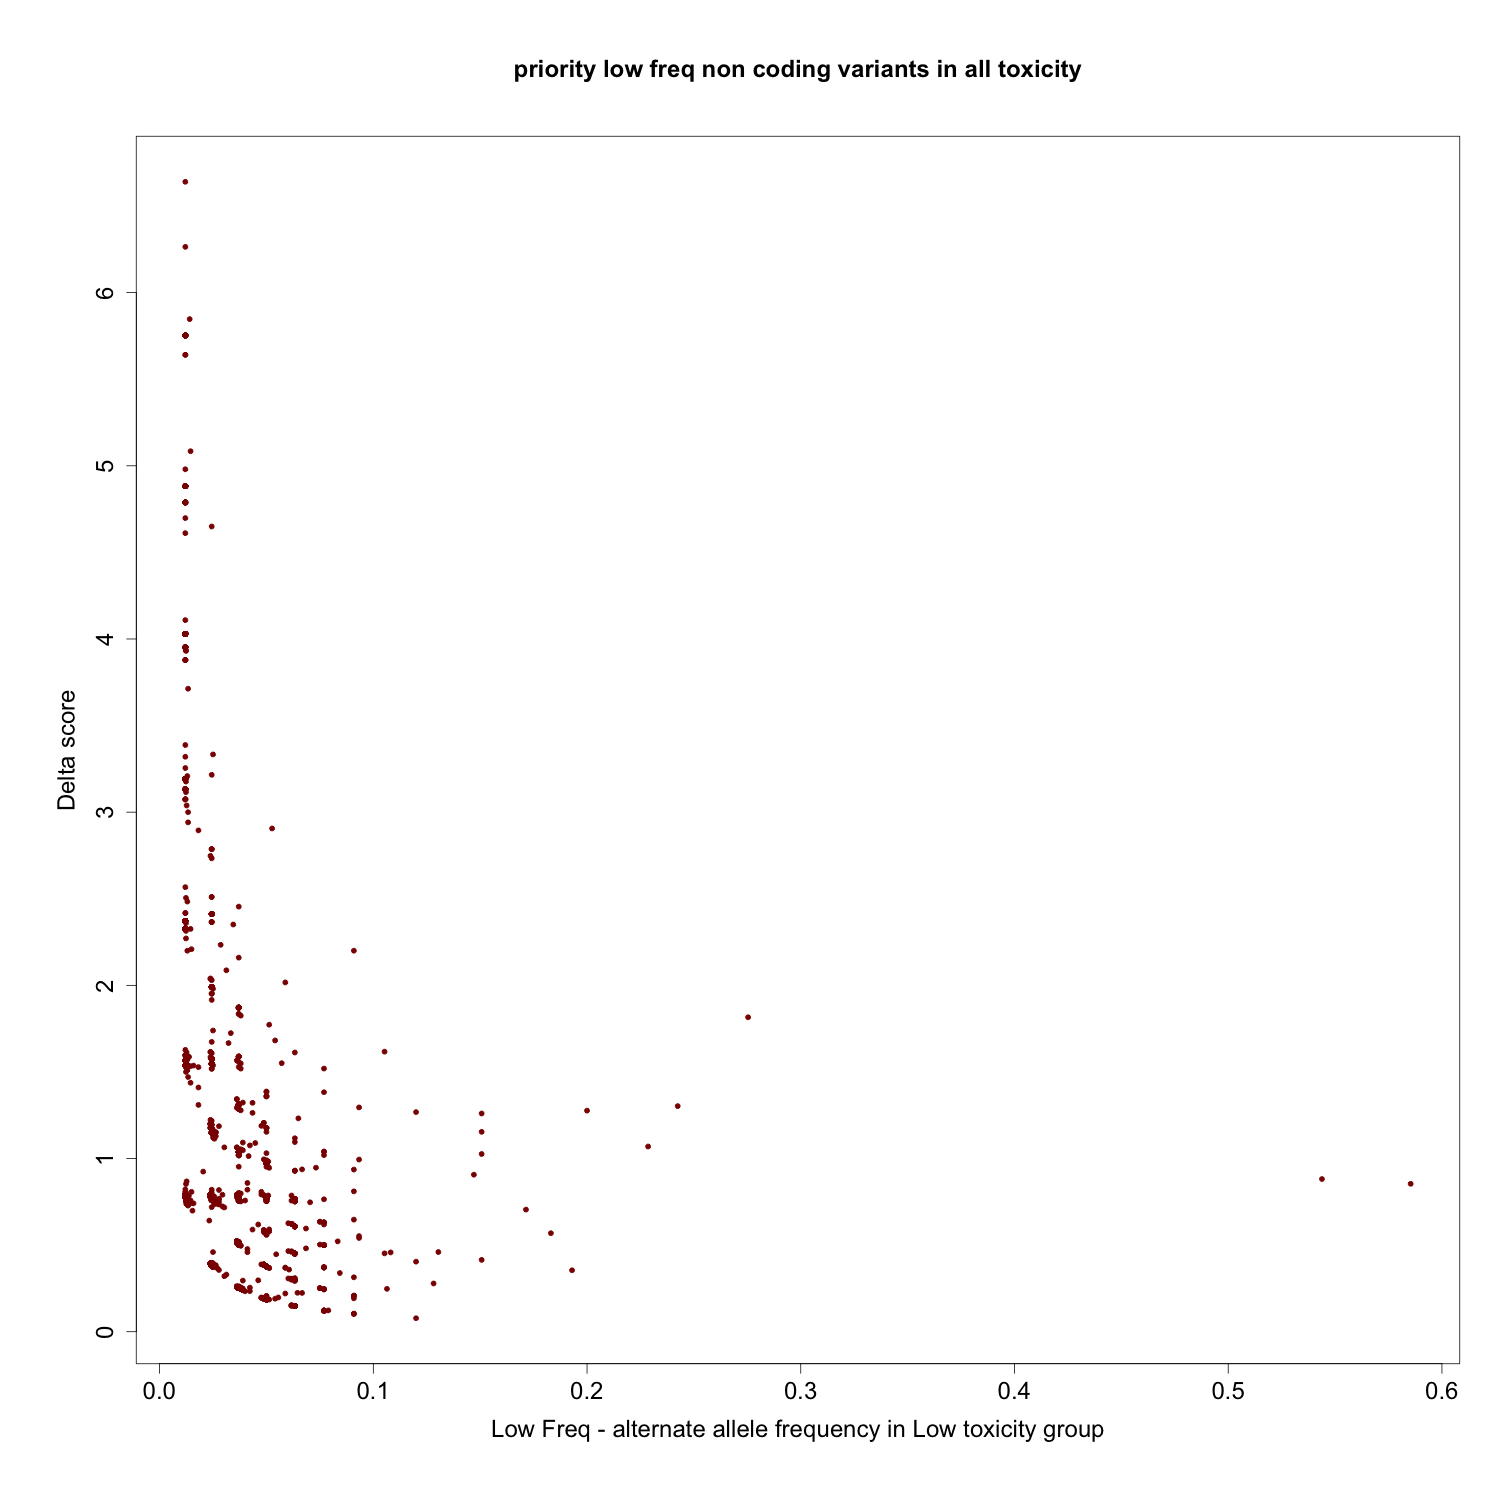 priority low freq non coding variants in all toxicity
6
5
4
3
2
1
0
Delta score
0.0 0.1 0.2 0.3 0.4 0.5 0.6
Low Freq - alternate allele frequency in Low toxicity group